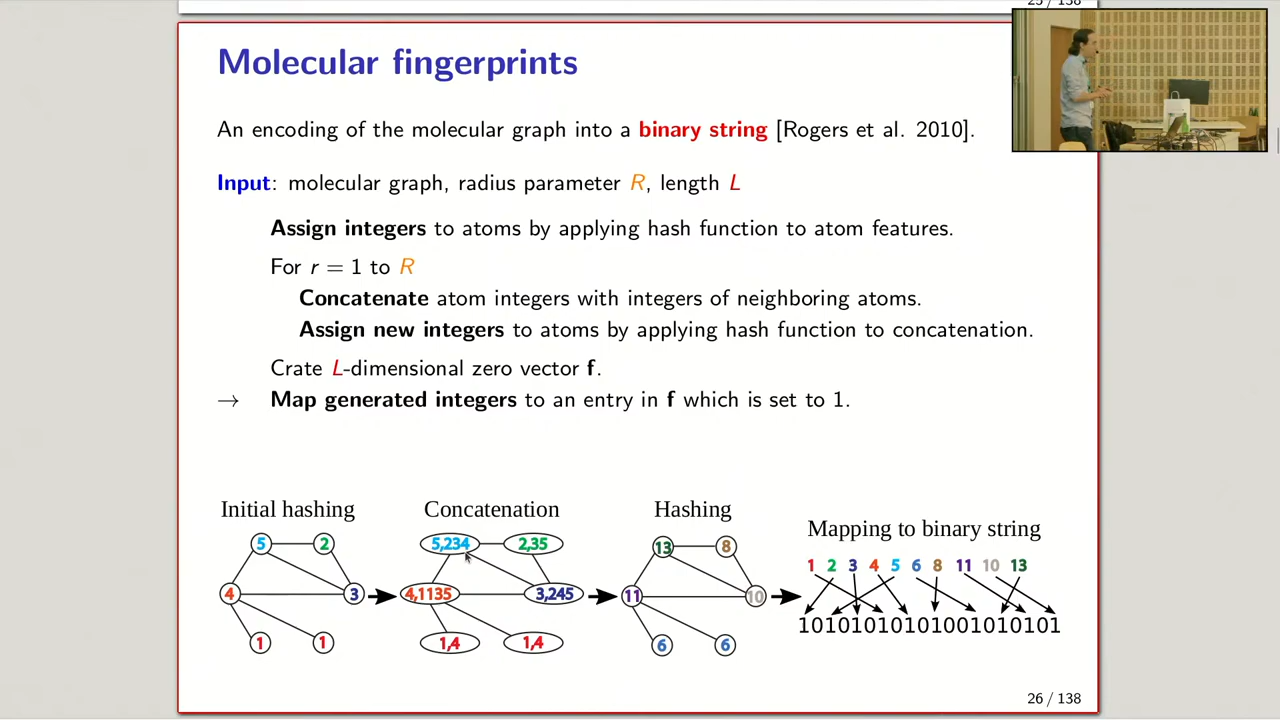 25 / 138
Molecular fingerprints
An encoding of the molecular graph into a binary string [Rogers et al. 2010].
Input: molecular graph, radius parameter R, length L
Assign integers to atoms by applying hash function to atom features.
For r = 1 to R
Concatenate atom integers with integers of neighboring atoms.
Assign new integers to atoms by applying hash function to concatenation.
Crate L-dimensional zero vector f.
→ Map generated integers to an entry in f which is set to 1.
Initial hashing
5 2
4 3
1 1
Concatenation
5,234 2,35
4,1135 3,245
1,4 1,4
Hashing
13 8
11 10
6 6
Mapping to binary string
1 2 3 4 5 6 8 11 10 13
10101010101001010101
26 / 138